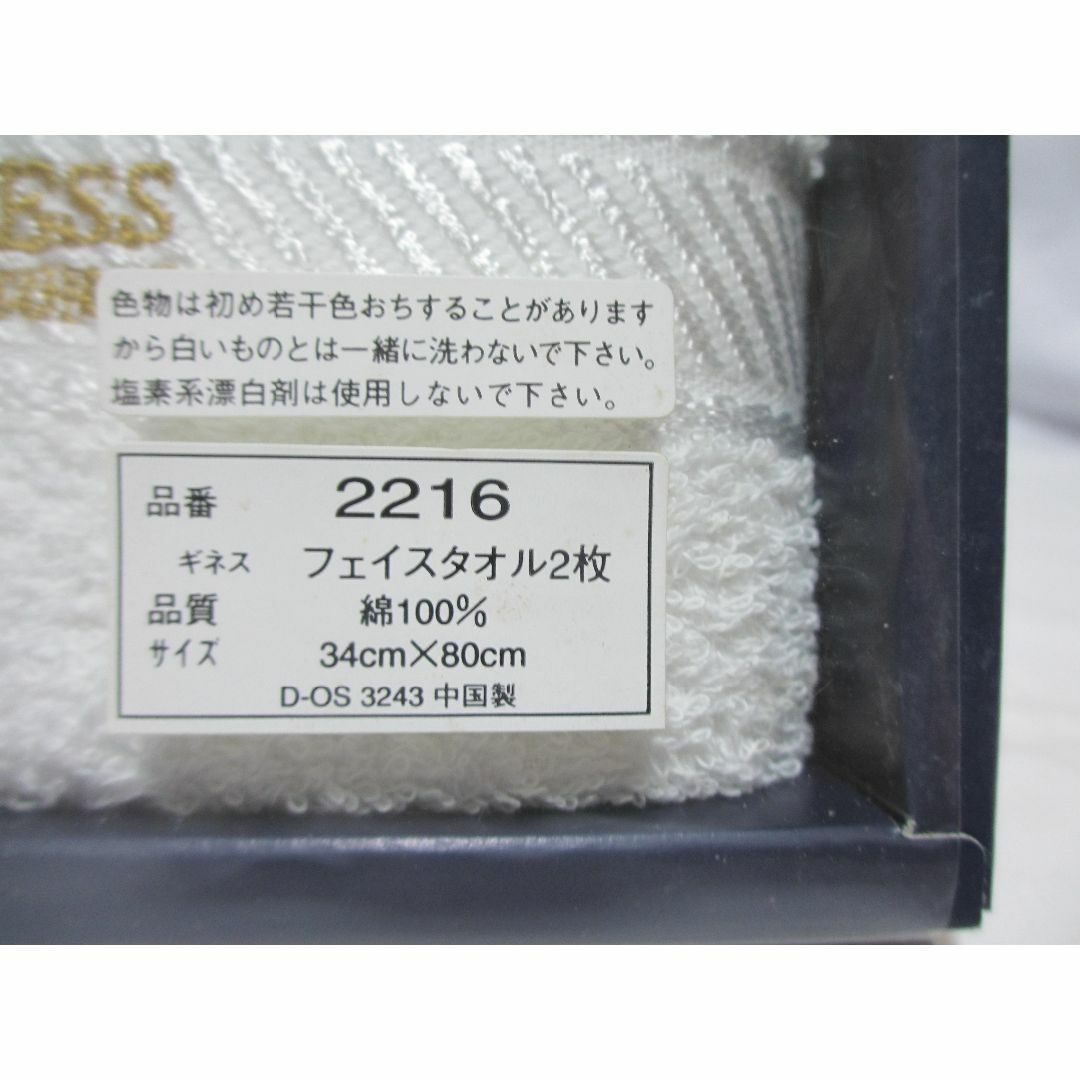 ESS
色物は初め若干色おちすることがあります
から白いものとは一緒に洗わないで下さい。
塩素系漂白剤は使用しないで下さい。
品番 2216
ギネス フェイスタオル2枚
品質 綿100%
サイズ 34cm×80cm
D-OS 3243 中国製